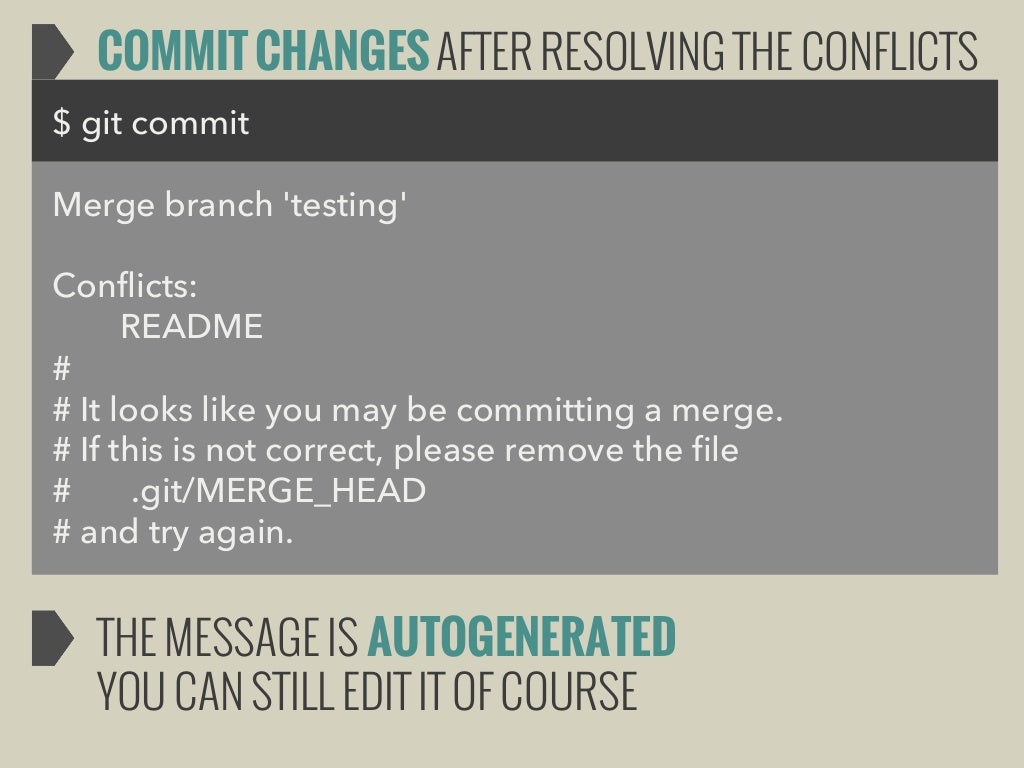 COMMIT CHANGES AFTER RESOLVING THE CONFLICTS
$ git commit
Merge branch 'testing'
Conflicts:
README
#
# It looks like you may be committing a merge.
# If this is not correct, please remove the file
# .git/MERGE_HEAD
# and try again.
THE MESSAGE IS AUTOGENERATED
YOU CAN STILL EDIT IT OF COURSE